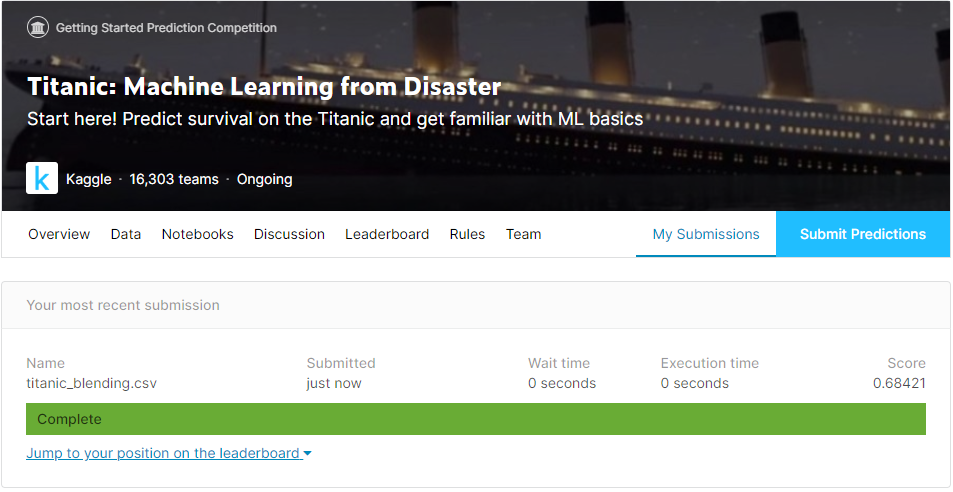 Getting Started Prediction Competition
Titanic: Machine Learning from Disaster
Start here! Predict survival on the Titanic and get familiar with ML basics
k Kaggle · 16,303 teams · Ongoing
Overview Data Notebooks Discussion Leaderboard Rules Team My Submissions Submit Predictions
Your most recent submission
Name Submitted Wait time Execution time Score
titanic_blending.csv just now 0 seconds 0 seconds 0.68421
Complete
Jump to your position on the leaderboard